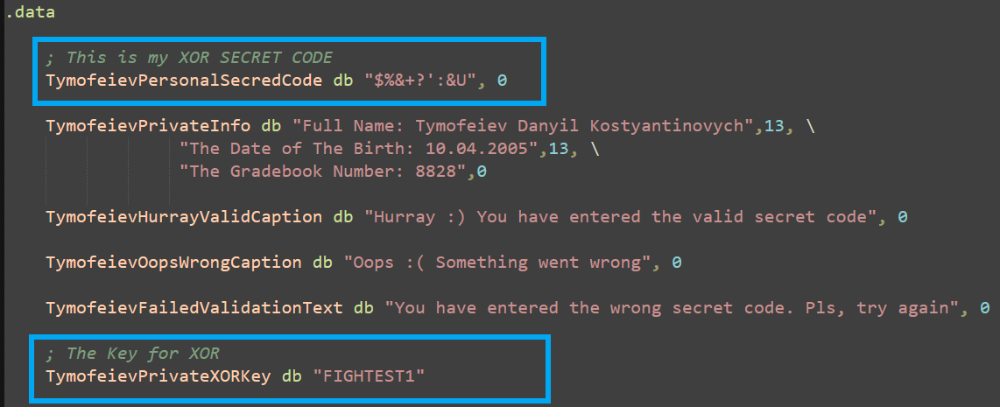 .data
; This is my XOR SECRET CODE
TymofeievPersonalSecredCode db "$%&+?':&U", 0
TymofeievPrivateInfo db "Full Name: Tymofeiev Danyil Kostyantinovych",13, \
"The Date of The Birth: 10.04.2005",13, \
"The Gradebook Number: 8828",0
TymofeievHurrayValidCaption db "Hurray :) You have entered the valid secret code", 0
TymofeievOopsWrongCaption db "Oops :( Something went wrong", 0
TymofeievFailedValidationText db "You have entered the wrong secret code. Pls, try again", 0
; The Key for XOR
TymofeievPrivateXORKey db "FIGHTEST1"